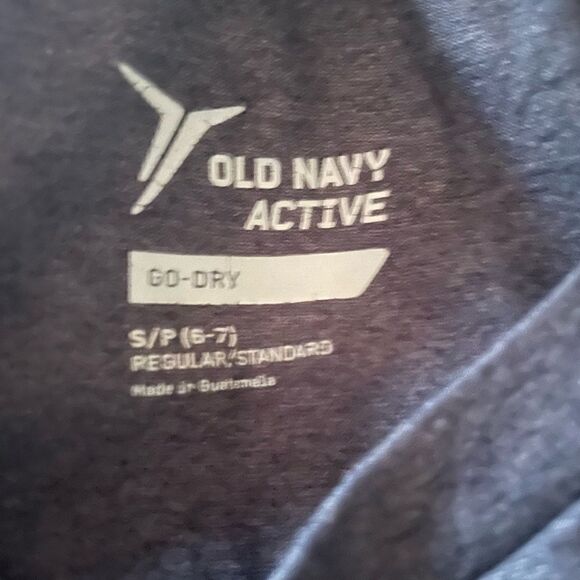 OLD NAVY
ACTIVE
GO-DRY
S/P (6-7)
REGULAR/STANDARD
Made in Guatemala